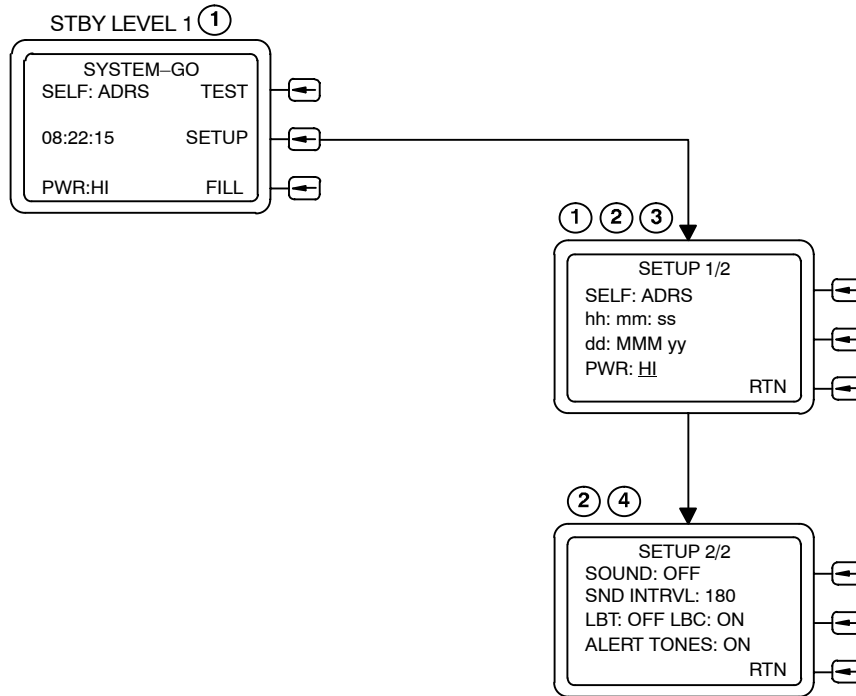 STBY LEVEL 1 1
SYSTEM–GO
SELF: ADRS TEST
08:22:15 SETUP
PWR:HI FILL
1 2 3
SETUP 1/2
SELF: ADRS
hh: mm: ss
dd: MMM yy
PWR: HI
RTN
2 4
SETUP 2/2
SOUND: OFF
SND INTRVL: 180
LBT: OFF LBC: ON
ALERT TONES: ON
RTN